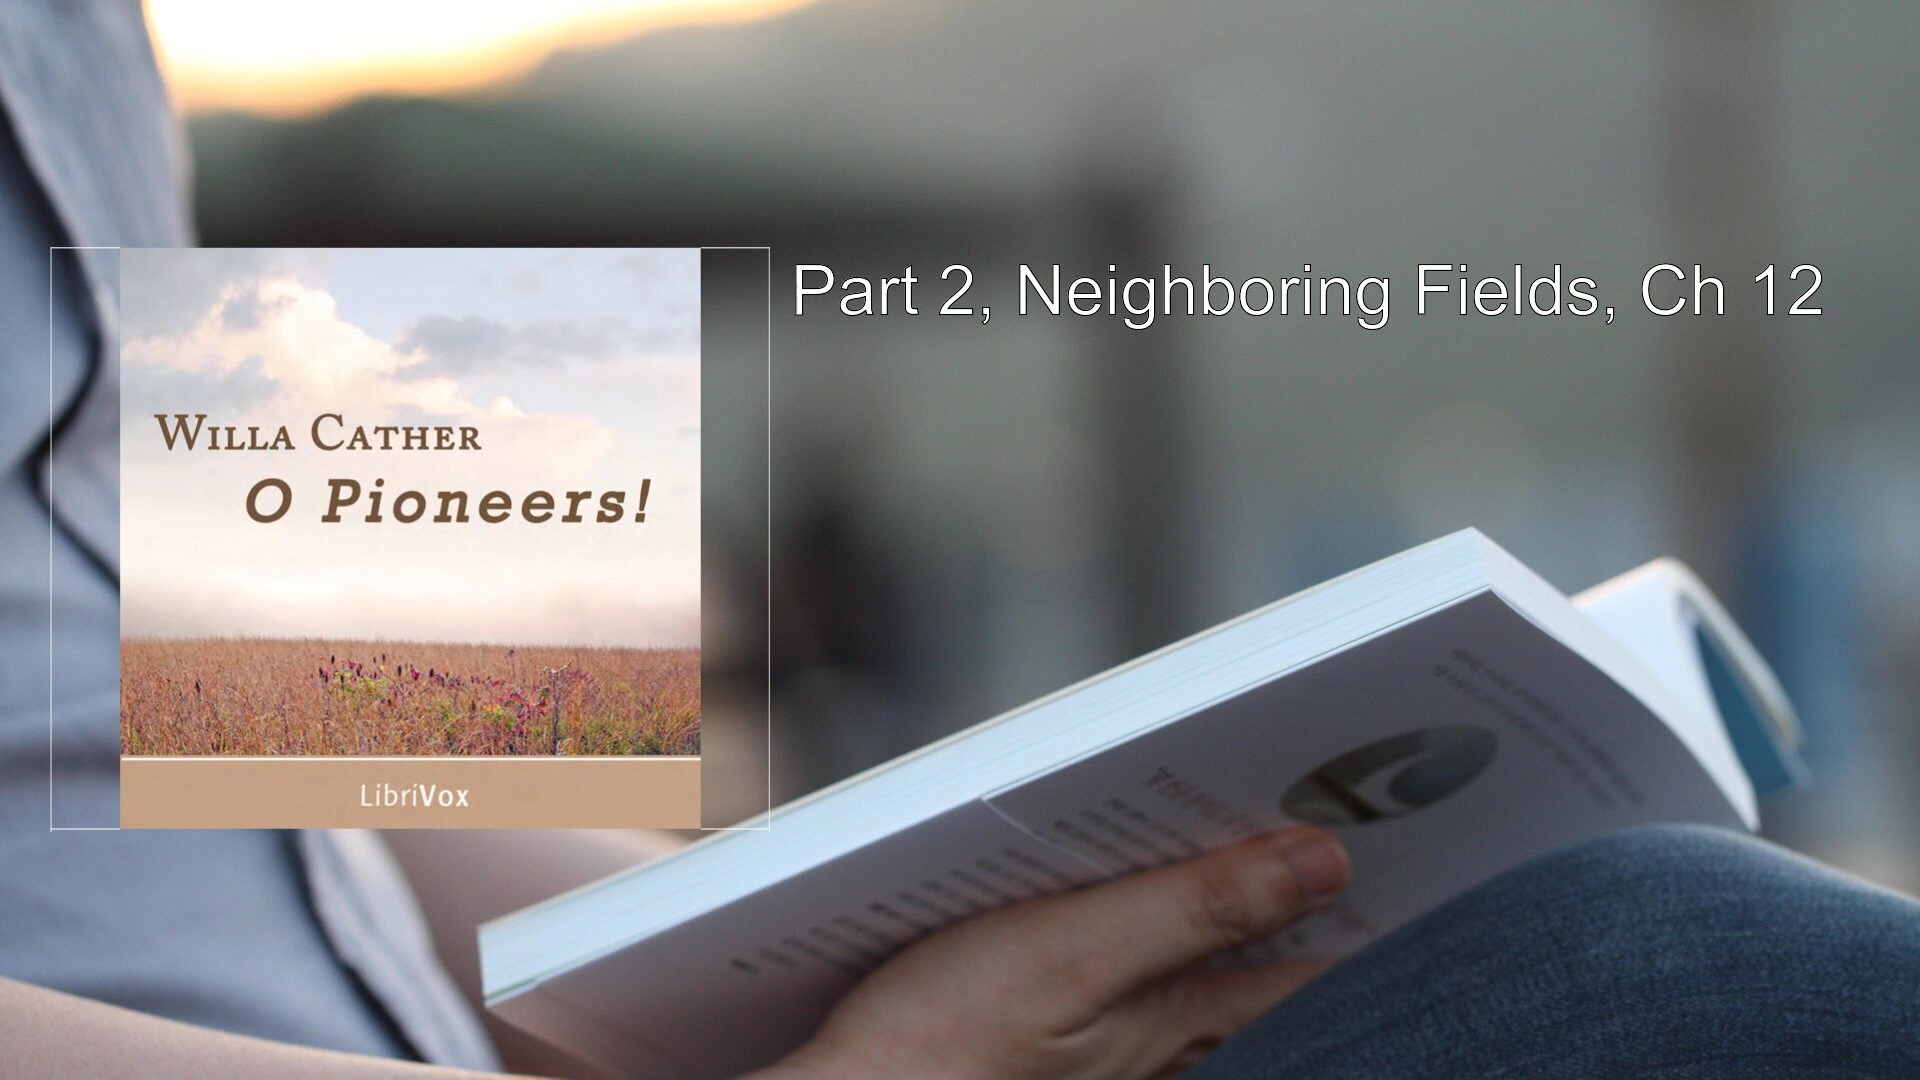 Part 2, Neighboring Fields, Ch 12
WILLA CATHER
O Pioneers!
LibriVox